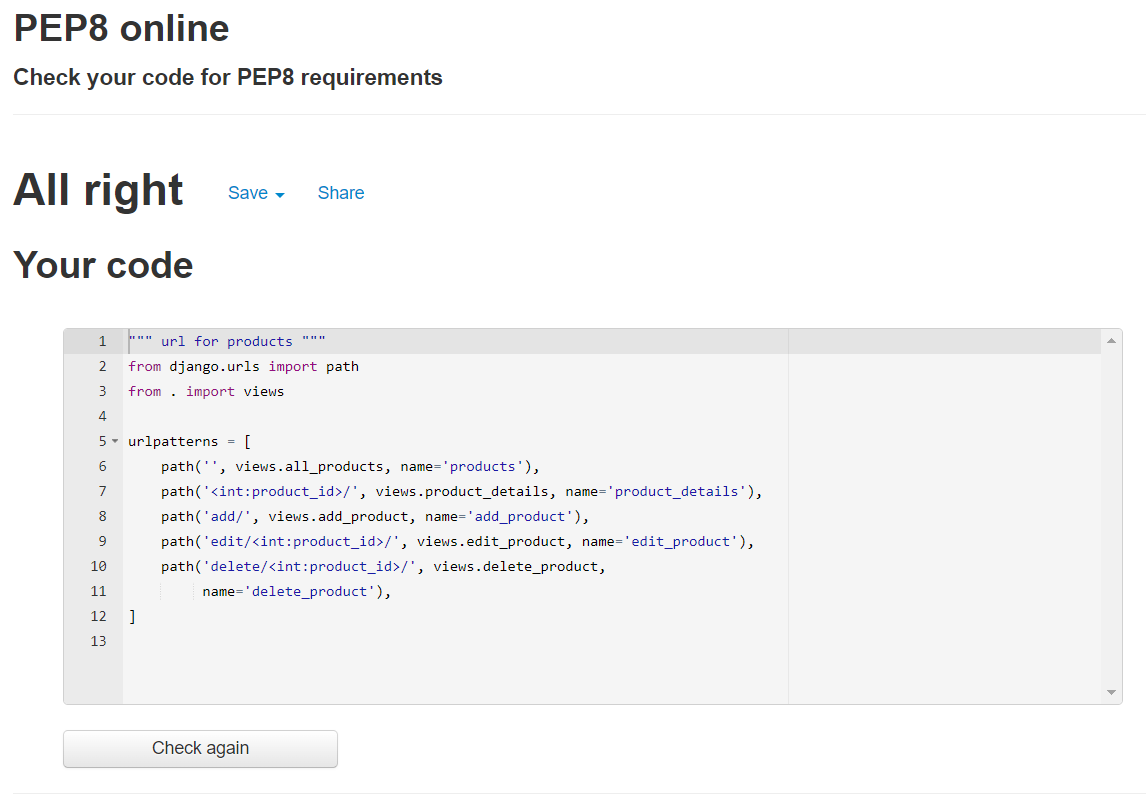 PEP8 online
Check your code for PEP8 requirements
All right
Save
Share
Your code
1 """ url for products """
2 from django.urls import path
3 from . import views
4
5 urlpatterns = [
6     path('', views.all_products, name='products'),
7     path('<int:product_id>/', views.product_details, name='product_details'),
8     path('add/', views.add_product, name='add_product'),
9     path('edit/<int:product_id>/', views.edit_product, name='edit_product'),
10     path('delete/<int:product_id>/', views.delete_product,
11          name='delete_product'),
12 ]
13
Check again